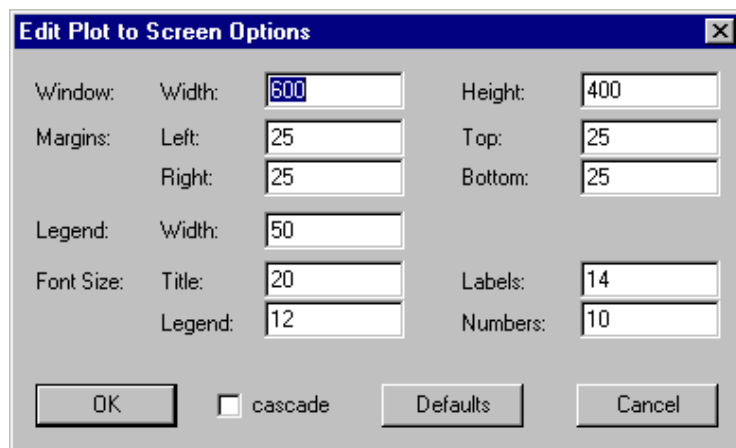 Edit Plot to Screen Options
Window: Width: 600 Height: 400
Margins: Left: 25 Top: 25
Right: 25 Bottom: 25
Legend: Width: 50
Font Size: Title: 20 Labels: 14
Legend: 12 Numbers: 10
OK cascade Defaults Cancel